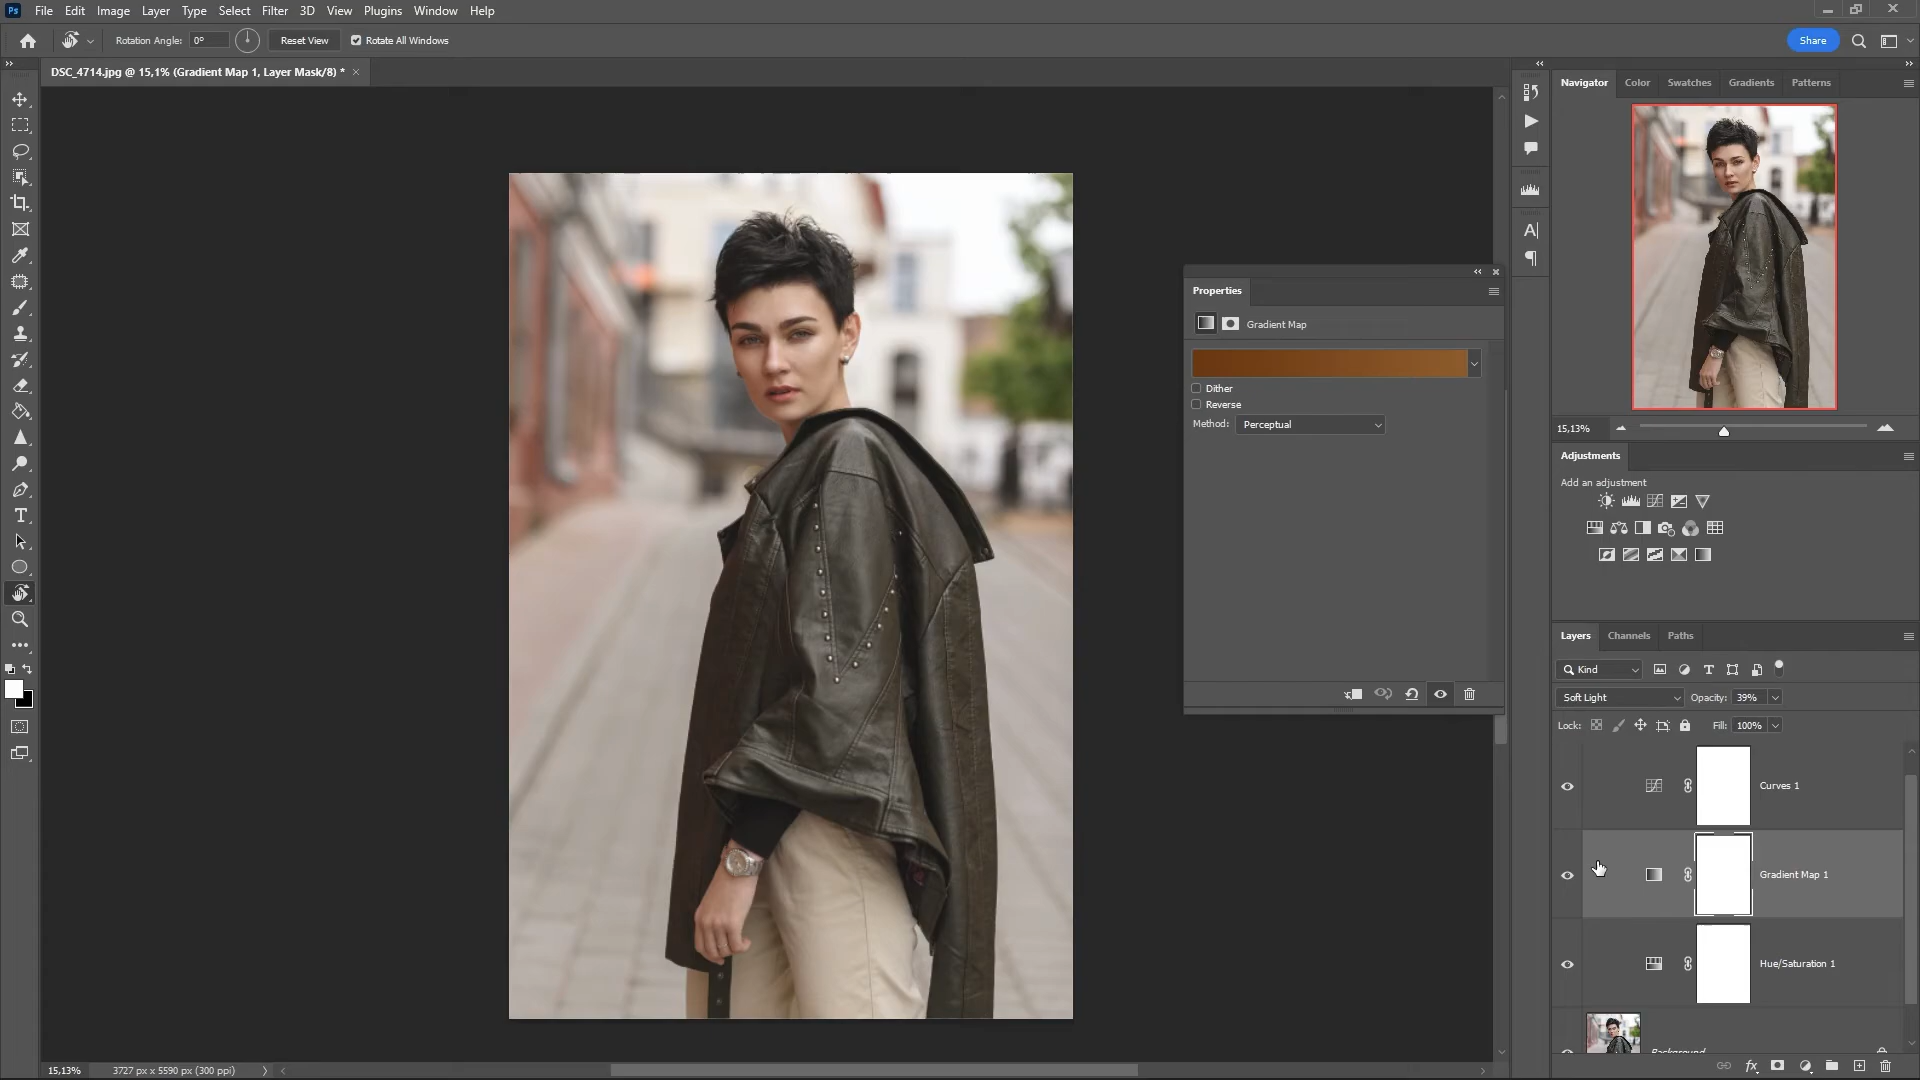 Ps File Edit Image Layer Type Select Filter 3D View Plugins Window Help
Rotation Angle: 0° Reset View Rotate All Windows Share
DSC_4714.jpg @ 15,1% (Gradient Map 1, Layer Mask/8) *
Navigator Color Swatches Gradients Patterns
15,13%
Adjustments
Add an adjustment
Properties
Gradient Map
Dither
Reverse
Method: Perceptual
Layers Channels Paths
Kind
Soft Light Opacity: 39%
Lock: Fill: 100%
Curves 1
Gradient Map 1
Hue/Saturation 1
Background
15,13% 3727 px x 5590 px (300 ppi)